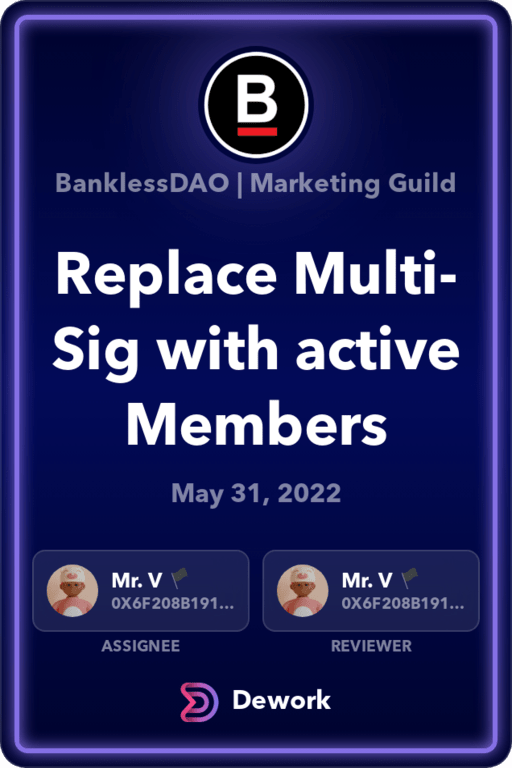 B
BanklessDAO | Marketing Guild
Replace Multi-
Sig with active
Members
May 31, 2022
Mr. V 🏴
0X6F208B191...
ASSIGNEE
Mr. V 🏴
0X6F208B191...
REVIEWER
Dework